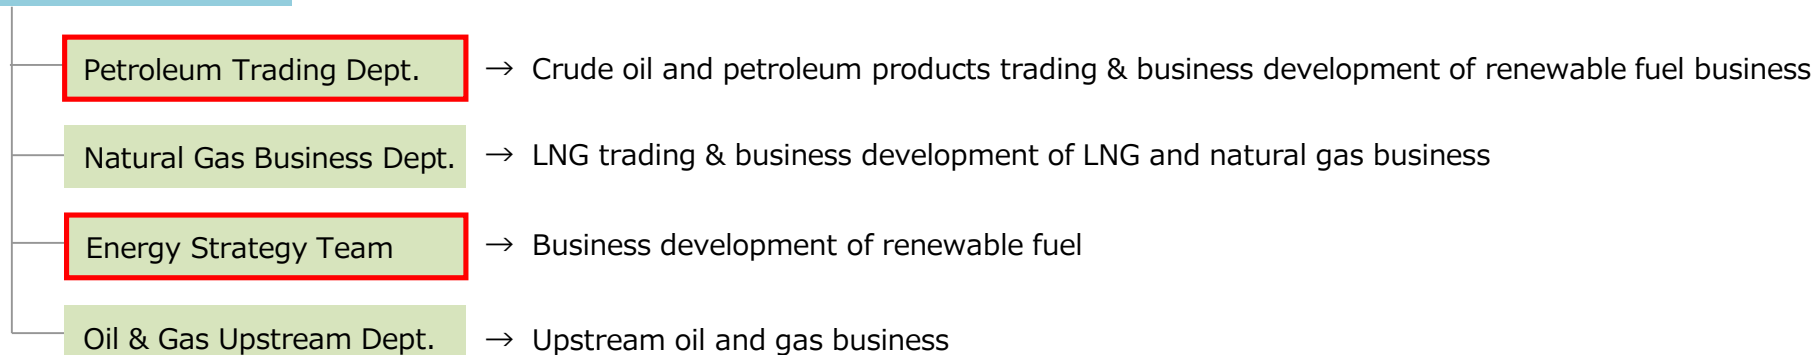 Petroleum Trading Dept. → Crude oil and petroleum products trading & business development of renewable fuel business
Natural Gas Business Dept. → LNG trading & business development of LNG and natural gas business
Energy Strategy Team → Business development of renewable fuel
Oil & Gas Upstream Dept. → Upstream oil and gas business